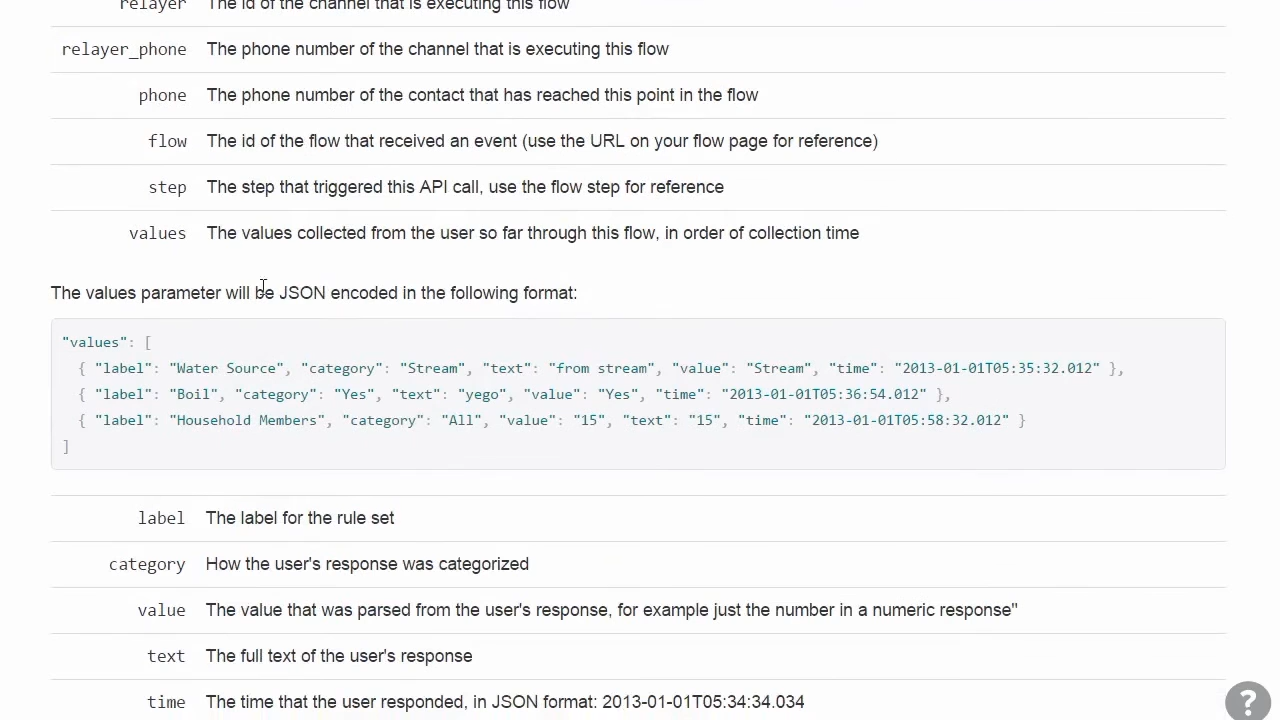 relayer The id of the channel that is executing this flow
relayer_phone The phone number of the channel that is executing this flow
phone The phone number of the contact that has reached this point in the flow
flow The id of the flow that received an event (use the URL on your flow page for reference)
step The step that triggered this API call, use the flow step for reference
values The values collected from the user so far through this flow, in order of collection time
The values parameter will be JSON encoded in the following format:
"values": [
{ "label": "Water Source", "category": "Stream", "text": "from stream", "value": "Stream", "time": "2013-01-01T05:35:32.012" },
{ "label": "Boil", "category": "Yes", "text": "yego", "value": "Yes", "time": "2013-01-01T05:36:54.012" },
{ "label": "Household Members", "category": "All", "value": "15", "text": "15", "time": "2013-01-01T05:58:32.012" }
]
label The label for the rule set
category How the user's response was categorized
value The value that was parsed from the user's response, for example just the number in a numeric response"
text The full text of the user's response
time The time that the user responded, in JSON format: 2013-01-01T05:34:34.034
?